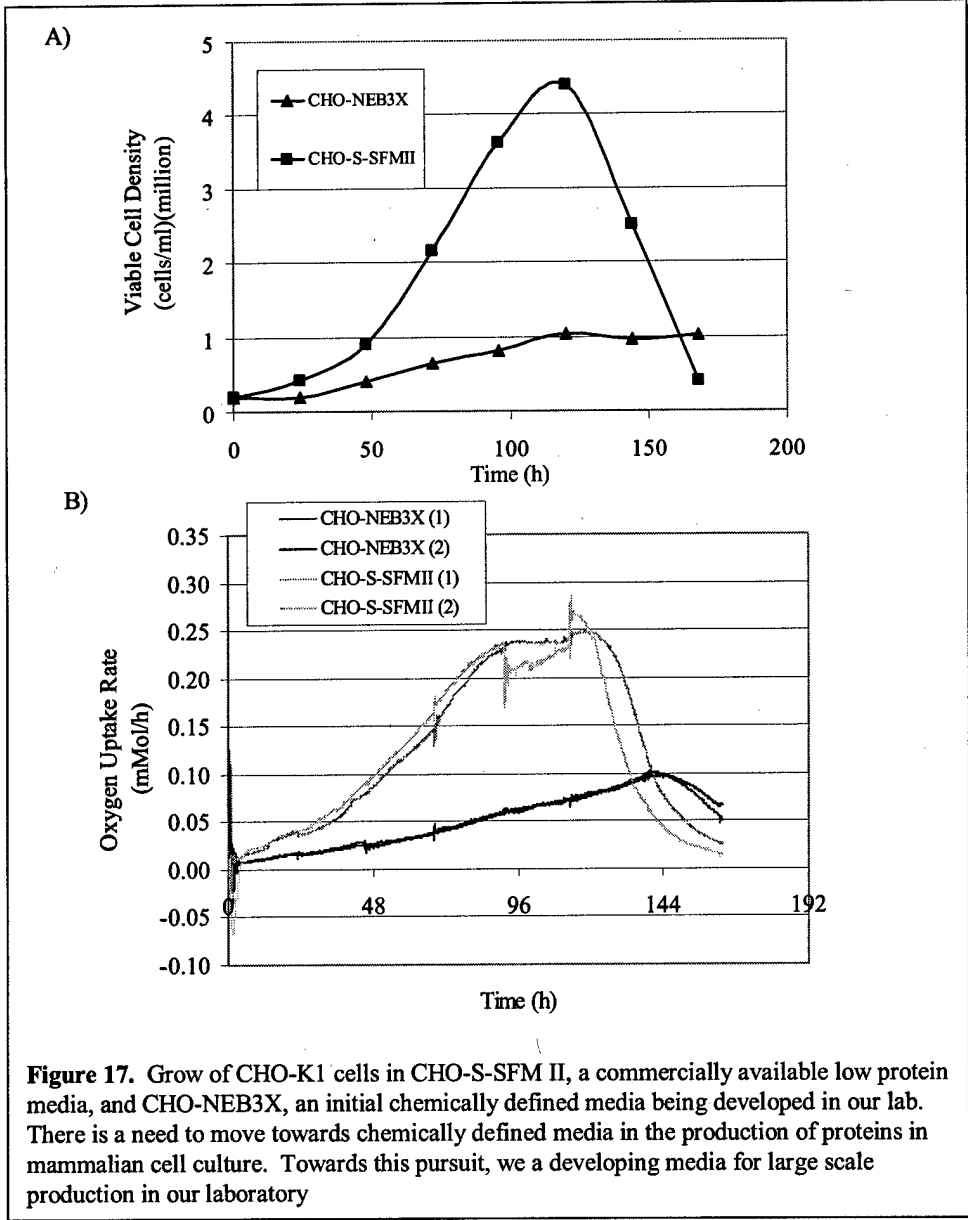 A)
5
4
3
2
1
0
Viable Cell Density
(cells/ml)(million
CHO-NEB3X
CHO-S-SFMII
0 50 100 150 200
Time (h)
B)
CHO-NEB3X (1)
CHO-NEB3X (2)
CHO-S-SFMII (1)
CHO-S-SFMII (2)
0.35
0.30
0.25
0.20
0.15
0.10
0.05
0.00
-0.05
-0.10
Oxygen Uptake Rate
(mMol/h)
0 48 96 144 192
Time (h)
Figure 17. Grow of CHO-K1 cells in CHO-S-SFM II, a commercially available low protein
media, and CHO-NEB3X, an initial chemically defined media being developed in our lab.
There is a need to move towards chemically defined media in the production of proteins in
mammalian cell culture. Towards this pursuit, we a developing media for large scale
production in our laboratory